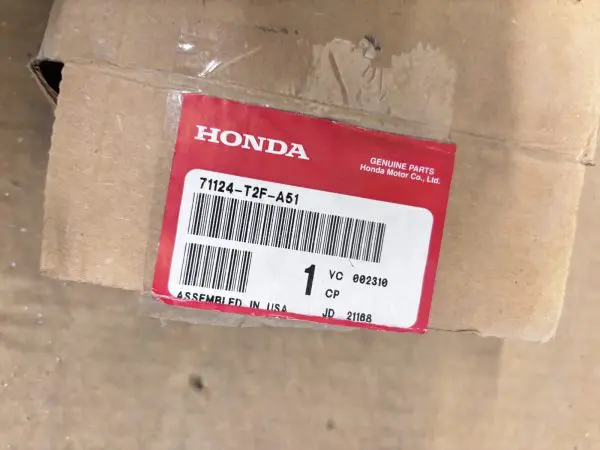 HONDA
GENUINE PARTS
Honda Motor Co., Ltd.
71124-T2F-A51
1
VC 002310
CP
ASSEMBLED IN USA
JD 21168